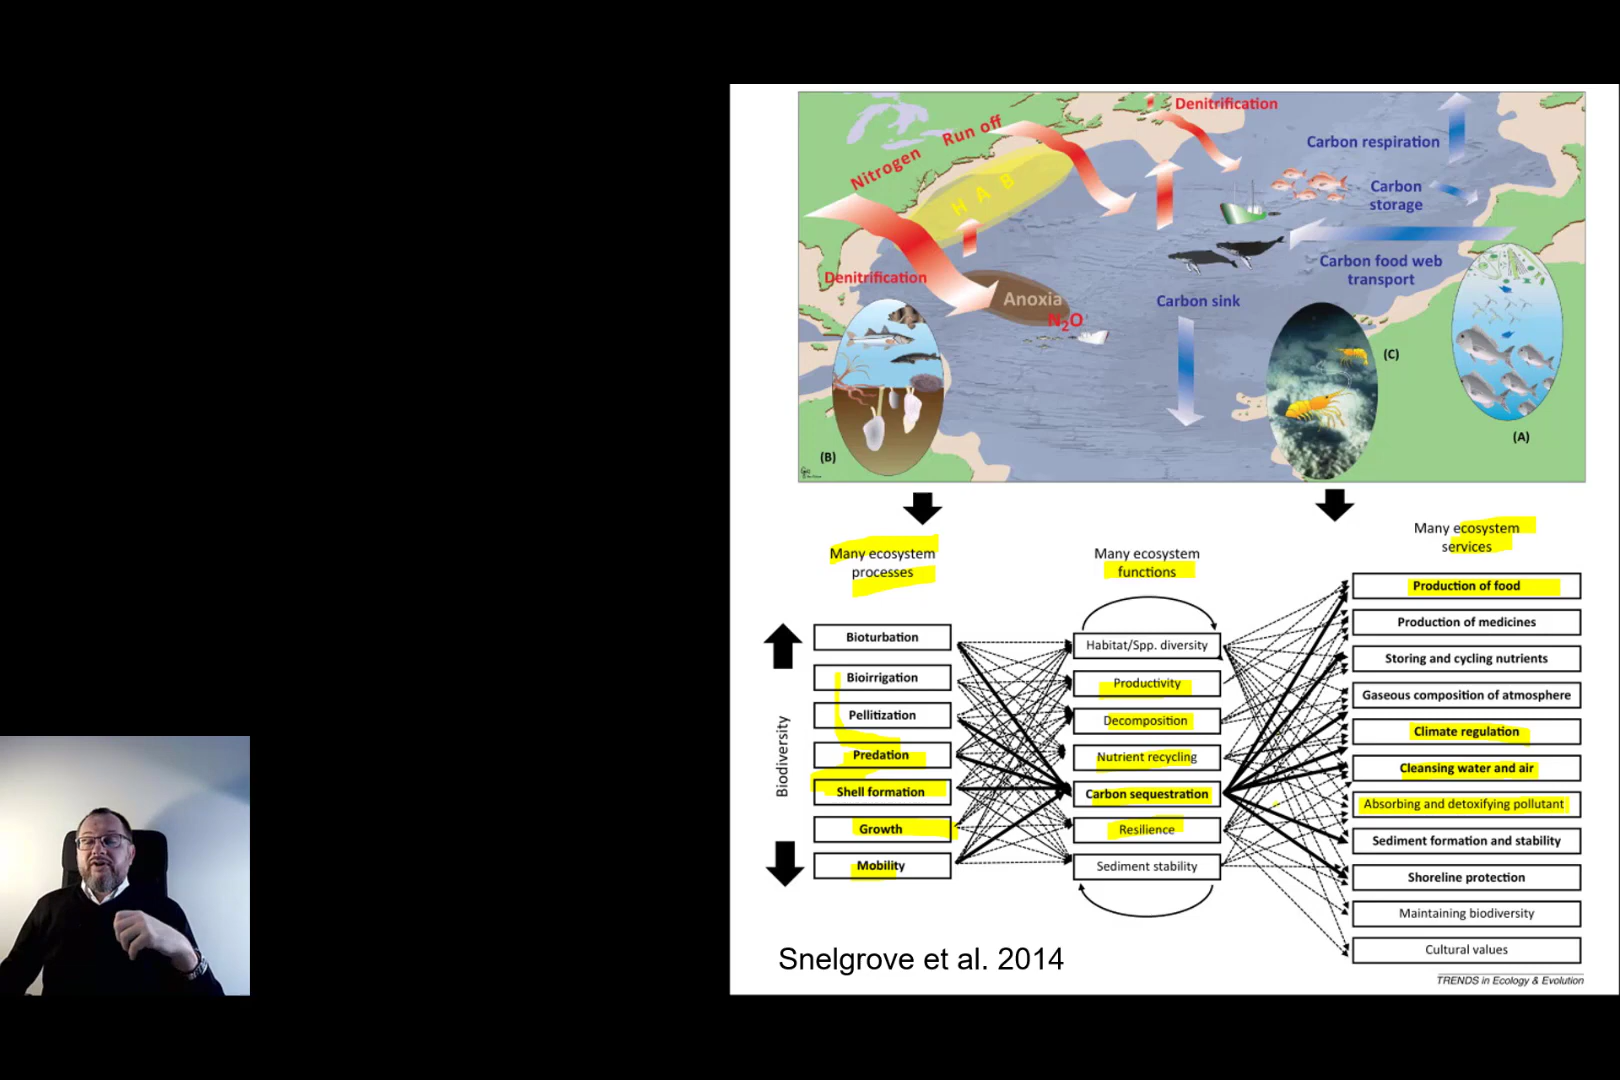 Denitrification
Run off
Nitrogen
Carbon respiration
HAB
Carbon
storage
Denitrification
Carbon food web
transport
Anoxia
Carbon sink
N2O
(C)
(A)
(B)
Many ecosystem
processes
Many ecosystem
functions
Many ecosystem
services
Biodiversity
Bioturbation
Bioirrigation
Pellitization
Predation
Shell formation
Growth
Mobility
Habitat/Spp. diversity
Productivity
Decomposition
Nutrient recycling
Carbon sequestration
Resilience
Sediment stability
Production of food
Production of medicines
Storing and cycling nutrients
Gaseous composition of atmosphere
Climate regulation
Cleansing water and air
Absorbing and detoxifying pollutant
Sediment formation and stability
Shoreline protection
Maintaining biodiversity
Cultural values
Snelgrove et al. 2014
TRENDS in Ecology & Evolution